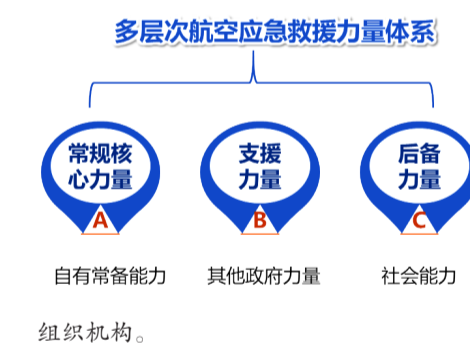 多层次航空应急救援力量体系
常规核 支援 后备
心力量 力量 力量
A B C
自有常备能力 其他政府力量 社会能力
组织机构。